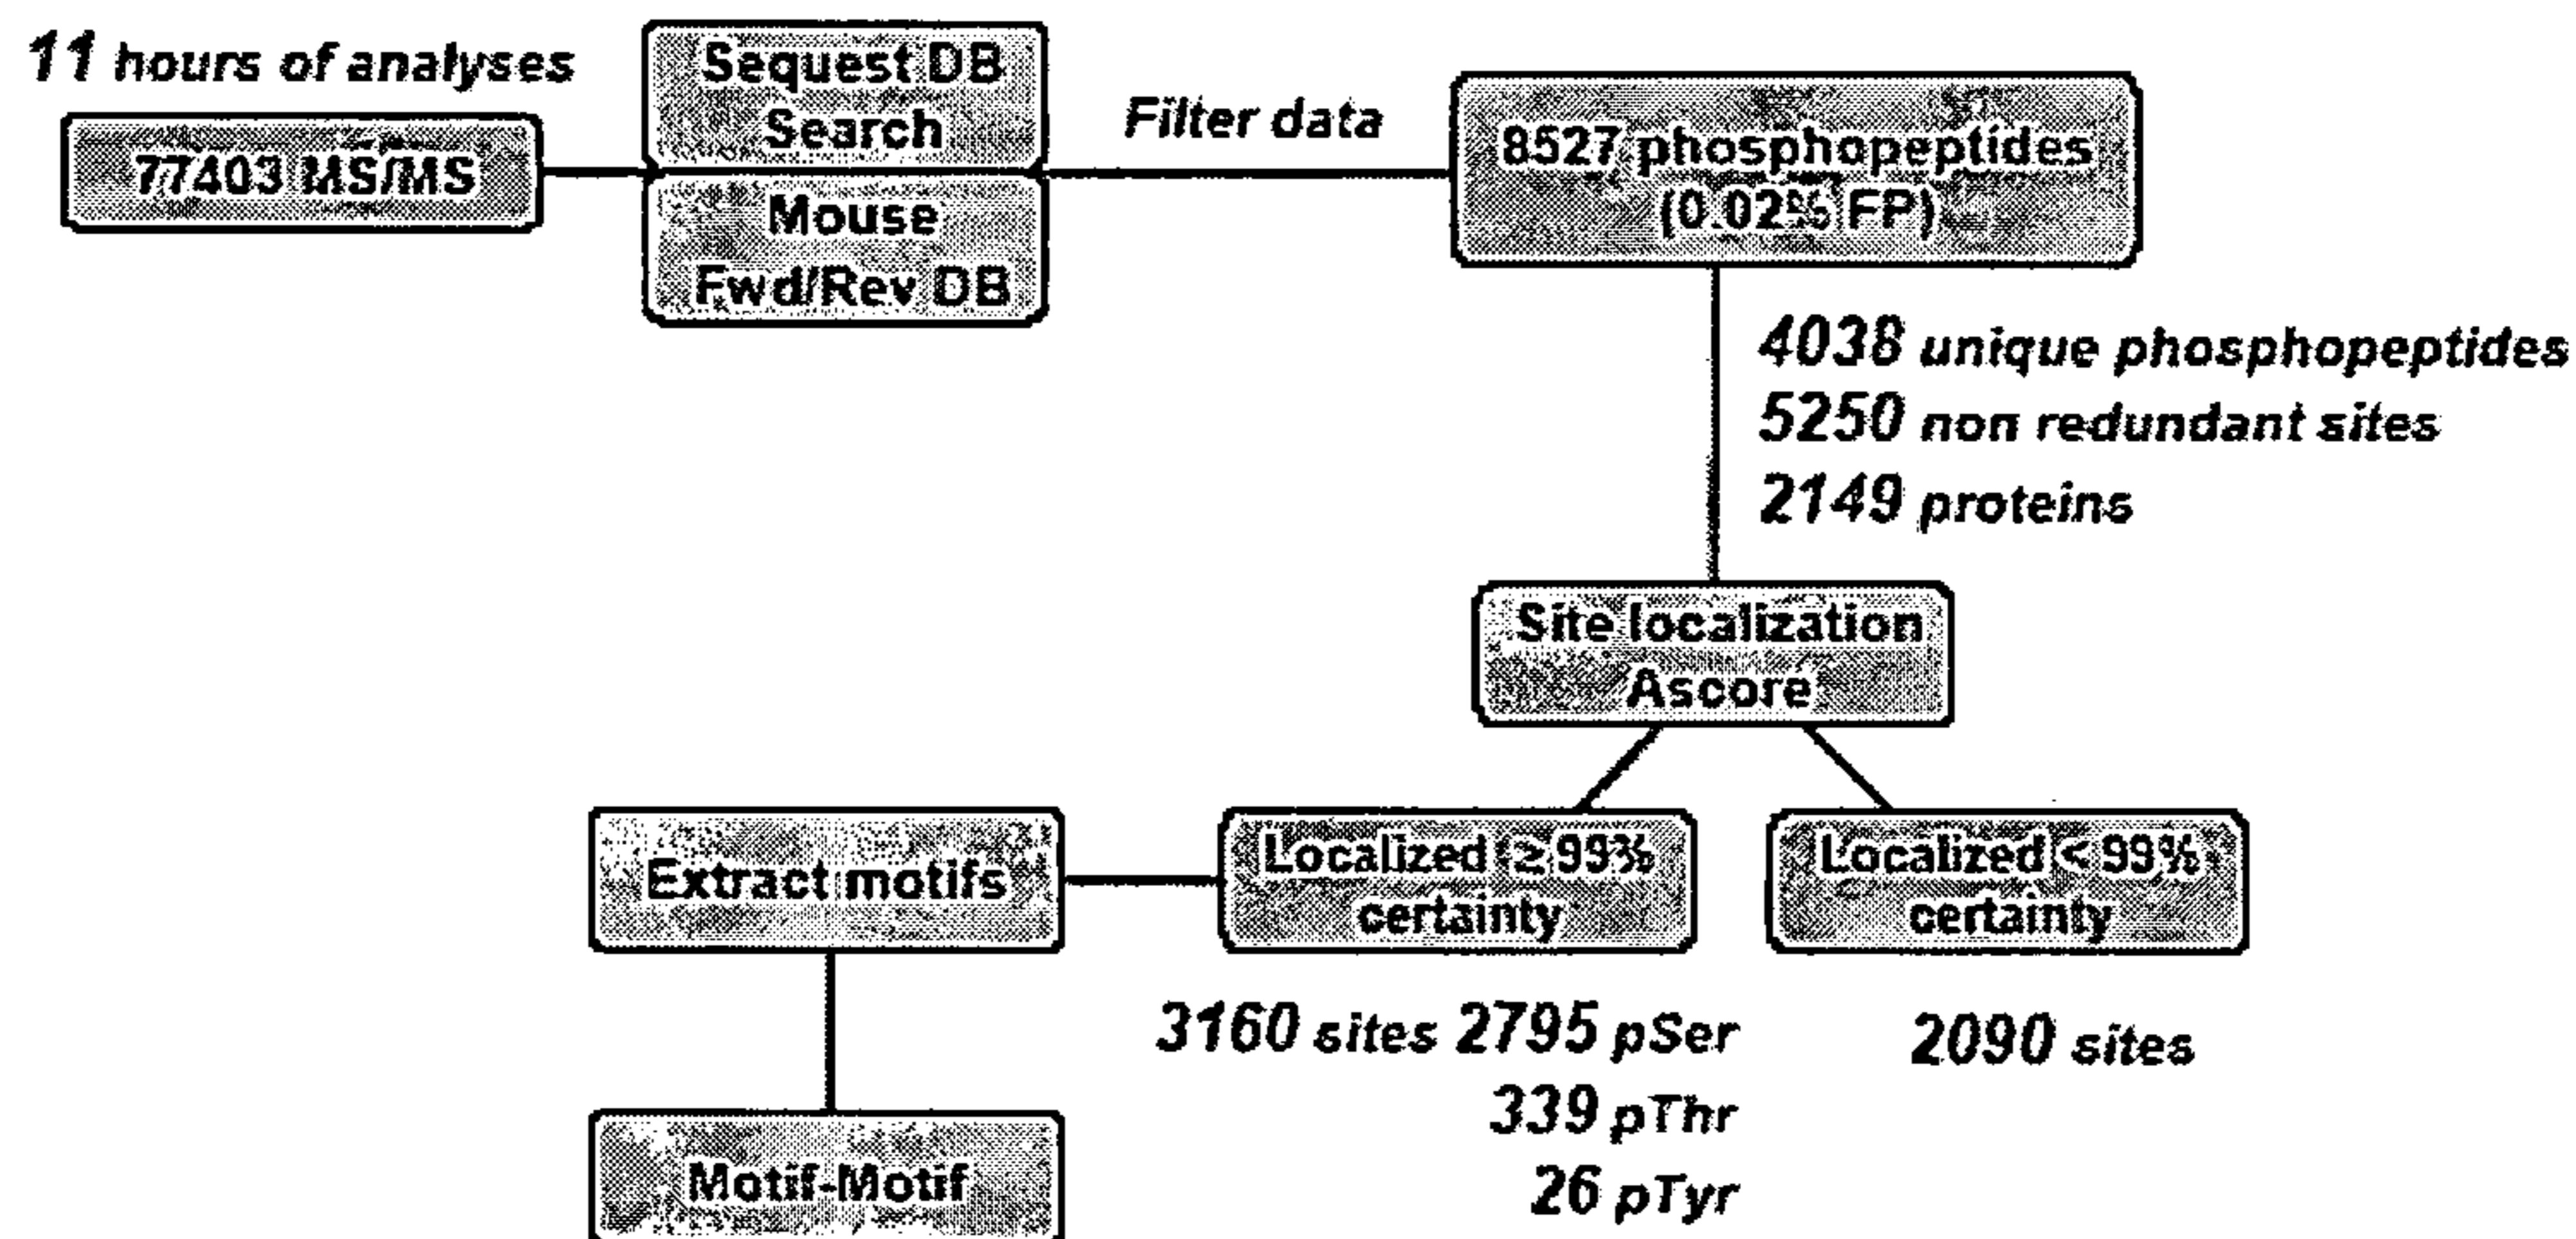 11 hours of analyses
77403 MS/MS
Sequest DB
Search
Mouse
Fwd/Rev DB
Filter data
8527 phosphopeptides
(0.02% FP)
4038 unique phosphopeptides
5250 non redundant sites
2149 proteins
Site localization
Ascore
Localized ≥ 99%
certainty
Localized < 99%
certainty
Extract motifs
3160 sites 2795 pSer
339 pThr
26 pTyr
2090 sites
Motif-Motif